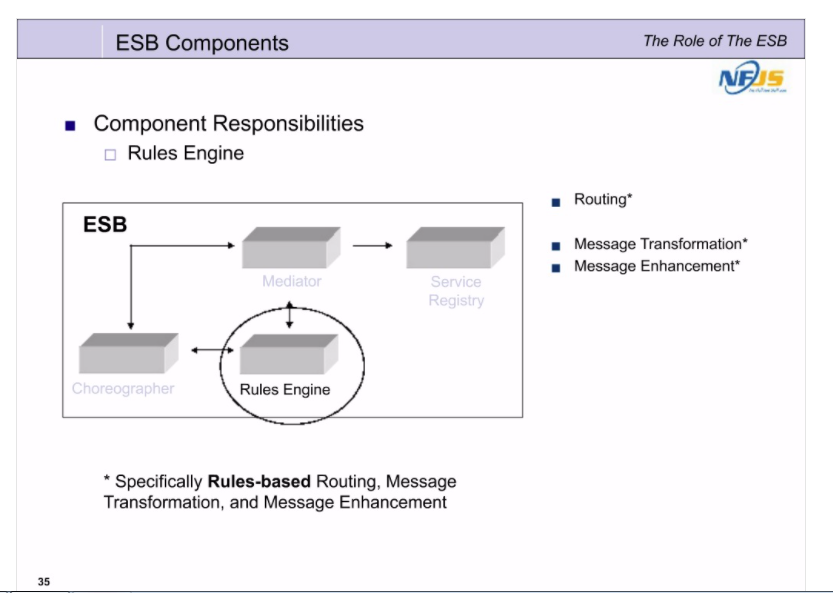 ESB Components
The Role of The ESB
NFJS
Component Responsibilities
Rules Engine
ESB
Mediator
Service
Registry
Choreographer
Rules Engine
Routing*
Message Transformation*
Message Enhancement*
* Specifically Rules-based Routing, Message
Transformation, and Message Enhancement
35